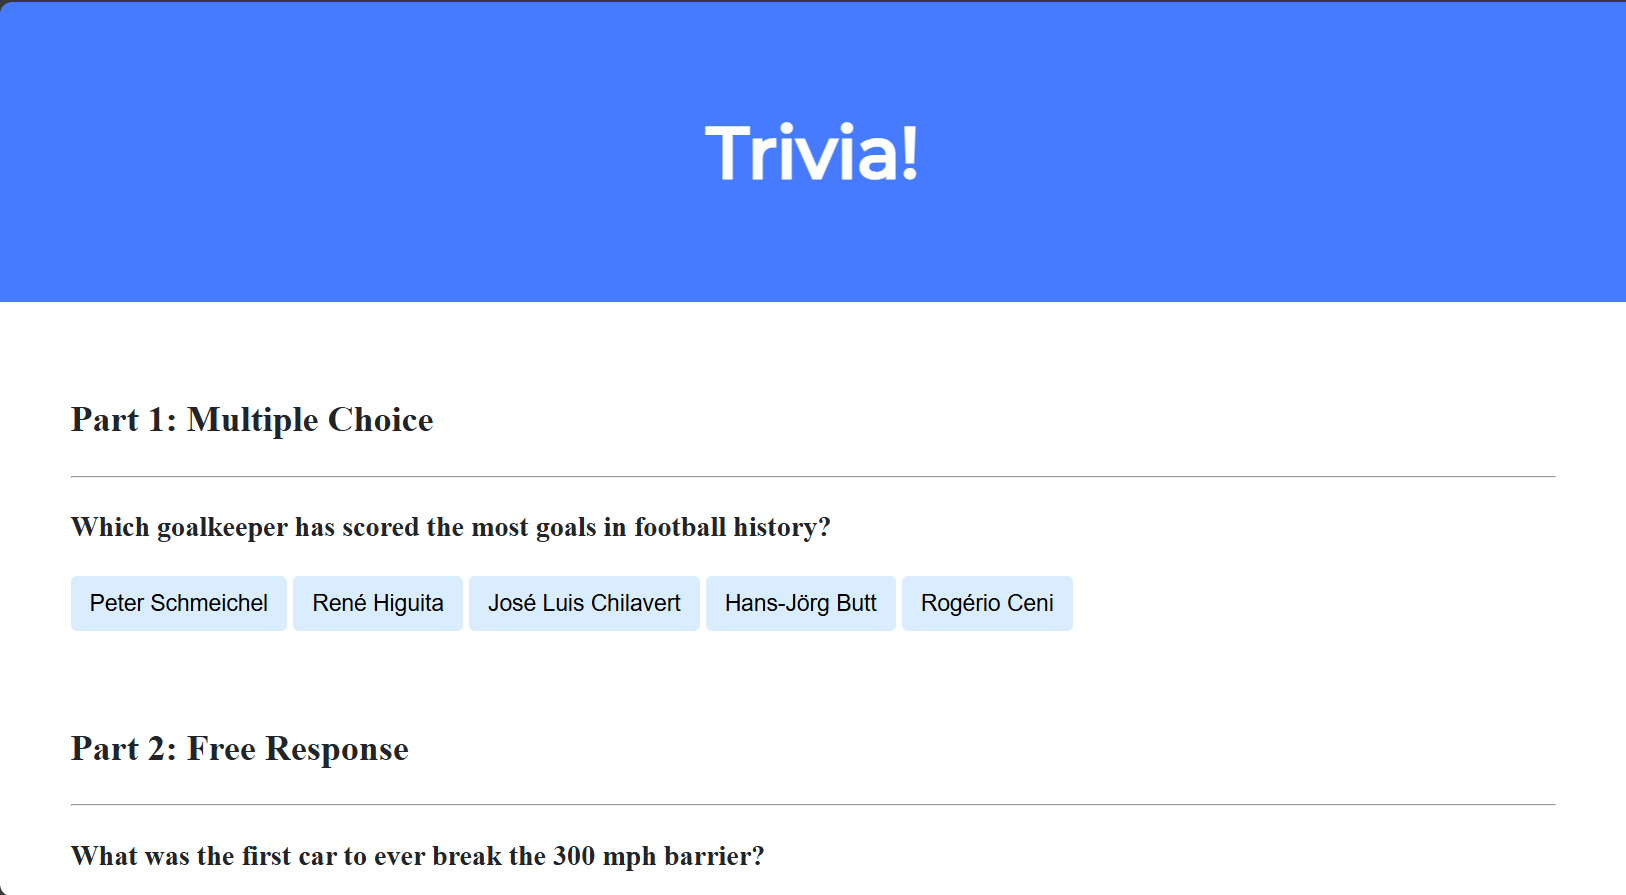 Trivia!
Part 1: Multiple Choice
Which goalkeeper has scored the most goals in football history?
Peter Schmeichel René Higuita José Luis Chilavert Hans-Jörg Butt Rogério Ceni
Part 2: Free Response
What was the first car to ever break the 300 mph barrier?